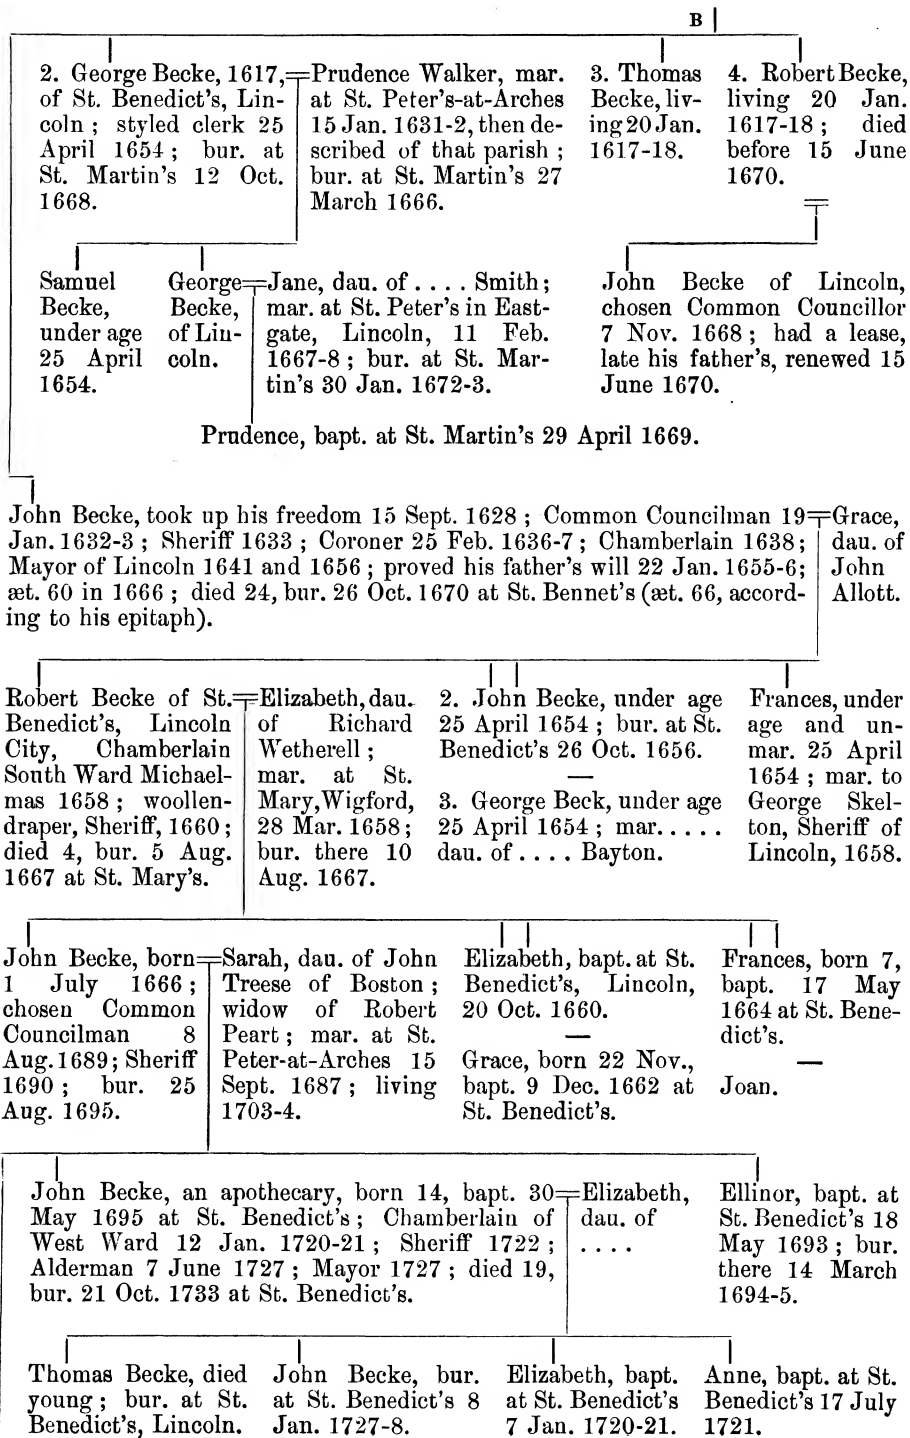 B
2. George Becke, 1617,
of St. Benedict's, Lin-
coln ; styled clerk 25
April 1654 ; bur. at
St. Martin's 12 Oct.
1668.
Prudence Walker, mar.
at St. Peter's-at-Arches
15 Jan. 1631-2, then de-
scribed of that parish ;
bur. at St. Martin's 27
March 1666.
3. Thomas
Becke, liv-
ing 20 Jan.
1617-18.
4. Robert Becke,
living 20 Jan.
1617-18 ; died
before 15 June
1670.
Samuel
Becke,
under age
25 April
1654.
George
Becke,
of Lin-
coln.
Jane, dau. of . . . . Smith ;
mar. at St. Peter's in East-
gate, Lincoln, 11 Feb.
1667-8 ; bur. at St. Mar-
tin's 30 Jan. 1672-3.
John Becke of Lincoln,
chosen Common Councillor
7 Nov. 1668 ; had a lease,
late his father's, renewed 15
June 1670.
Prudence, bapt. at St. Martin's 29 April 1669.
John Becke, took up his freedom 15 Sept. 1628 ; Common Councilman 19
Jan. 1632-3 ; Sheriff 1633 ; Coroner 25 Feb. 1636-7 ; Chamberlain 1638 ;
Mayor of Lincoln 1641 and 1656 ; proved his father's will 22 Jan. 1655-6;
æt. 60 in 1666 ; died 24, bur. 26 Oct. 1670 at St. Bennet's (æt. 66, accord-
ing to his epitaph).
Grace,
dau. of
John
Allott.
Robert Becke of St.
Benedict's, Lincoln
City, Chamberlain
South Ward Michael-
mas 1658 ; woollen-
draper, Sheriff, 1660 ;
died 4, bur. 5 Aug.
1667 at St. Mary's.
Elizabeth, dau.
of Richard
Wetherell ;
mar. at St.
Mary, Wigford,
28 Mar. 1658 ;
bur. there 10
Aug. 1667.
2. John Becke, under age
25 April 1654 ; bur. at St.
Benedict's 26 Oct. 1656.
—
3. George Beck, under age
25 April 1654 ; mar. . . . .
dau. of . . . . Bayton.
Frances, under
age and un-
mar. 25 April
1654 ; mar. to
George Skel-
ton, Sheriff of
Lincoln, 1658.
John Becke, born
1 July 1666 ;
chosen Common
Councilman 8
Aug. 1689; Sheriff
1690 ; bur. 25
Aug. 1695.
Sarah, dau. of John
Treese of Boston ;
widow of Robert
Peart ; mar. at St.
Peter-at-Arches 15
Sept. 1687 ; living
1703-4.
Elizabeth, bapt. at St.
Benedict's, Lincoln,
20 Oct. 1660.
—
Grace, born 22 Nov.,
bapt. 9 Dec. 1662 at
St. Benedict's.
Frances, born 7,
bapt. 17 May
1664 at St. Bene-
dict's.
—
Joan.
John Becke, an apothecary, born 14, bapt. 30
May 1695 at St. Benedict's ; Chamberlain of
West Ward 12 Jan. 1720-21 ; Sheriff 1722 ;
Alderman 7 June 1727 ; Mayor 1727 ; died 19,
bur. 21 Oct. 1733 at St. Benedict's.
Elizabeth,
dau. of
. . . .
Ellinor, bapt. at
St. Benedict's 18
May 1693 ; bur.
there 14 March
1694-5.
Thomas Becke, died
young ; bur. at St.
Benedict's, Lincoln.
John Becke, bur.
at St. Benedict's 8
Jan. 1727-8.
Elizabeth, bapt.
at St. Benedict's
7 Jan. 1720-21.
Anne, bapt. at St.
Benedict's 17 July
1721.